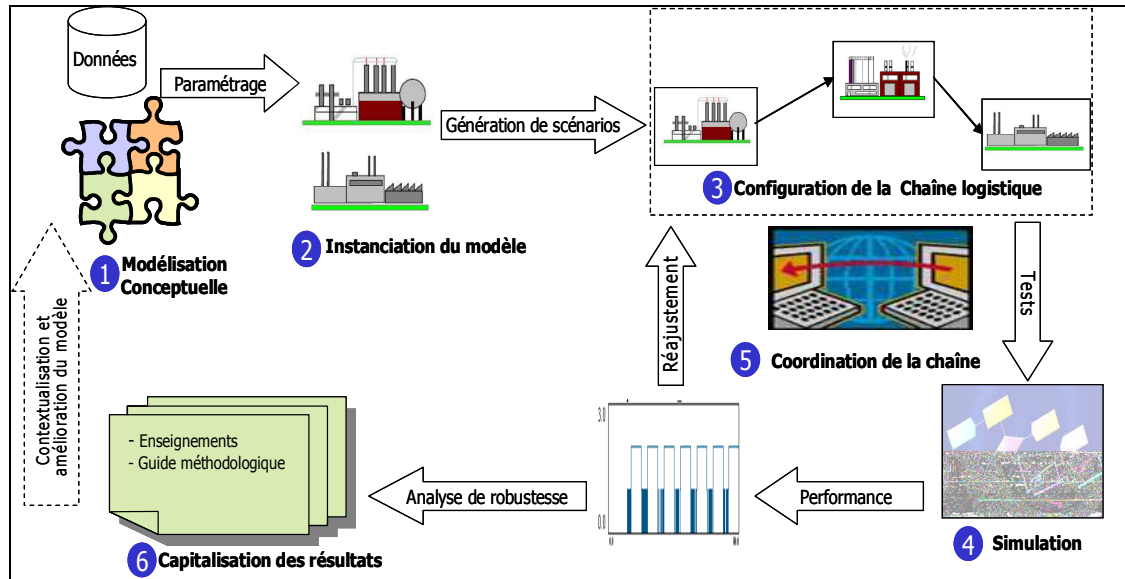 Données
Paramétrage
Génération de scénarios
3 Configuration de la Chaîne logistique
1 Modélisation
Conceptuelle
2 Instanciation du modèle
Réajustement
Tests
5 Coordination de la chaîne
Contextualisation et
amélioration du modèle
- Enseignements
- Guide méthodologique
Analyse de robustesse
3.0
0.0
Performance
6 Capitalisation des résultats
4 Simulation